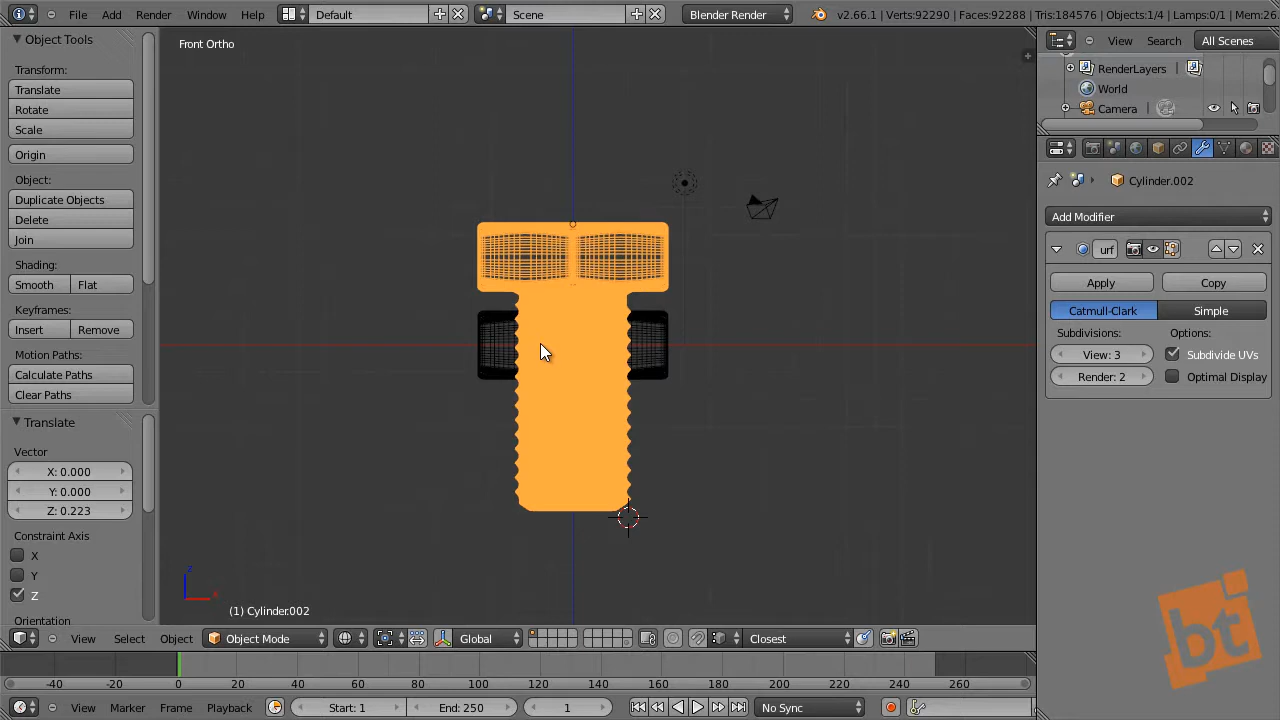 File Add Render Window Help Default Scene Blender Render v2.66.1 | Verts:92290 | Faces:92288 | Tris:184576 | Objects:1/4 | Lamps:0/1 | Mem:26
Object Tools
Transform:
Translate
Rotate
Scale
Origin
Object:
Duplicate Objects
Delete
Join
Shading:
Smooth Flat
Keyframes:
Insert Remove
Motion Paths:
Calculate Paths
Clear Paths
Translate
Vector
X: 0.000
Y: 0.000
Z: 0.223
Constraint Axis
X
Y
Z
Orientation
Front Ortho
z
x
(1) Cylinder.002
View Search All Scenes
RenderLayers
World
Camera
Cylinder.002
Add Modifier
urf
Apply Copy
Catmull-Clark Simple
Subdivisions: Options:
View: 3 Subdivide UVs
Render: 2 Optimal Display
bt
View Select Object Object Mode Global Closest
-40 -20 0 20 40 60 80 100 120 140 160 180 200 220 240 260
View Marker Frame Playback Start: 1 End: 250 1 No Sync